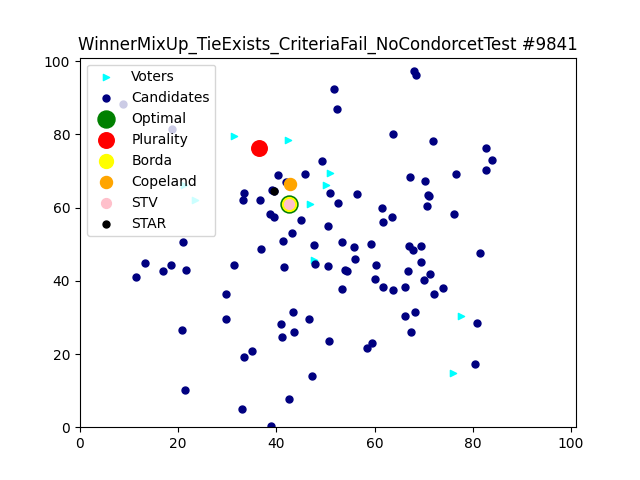 WinnerMixUp_TieExists_CriteriaFail_NoCondorcetTest #9841
100
80
60
40
20
0
Voters
Candidates
Optimal
Plurality
Borda
Copeland
STV
STAR
0 20 40 60 80 100